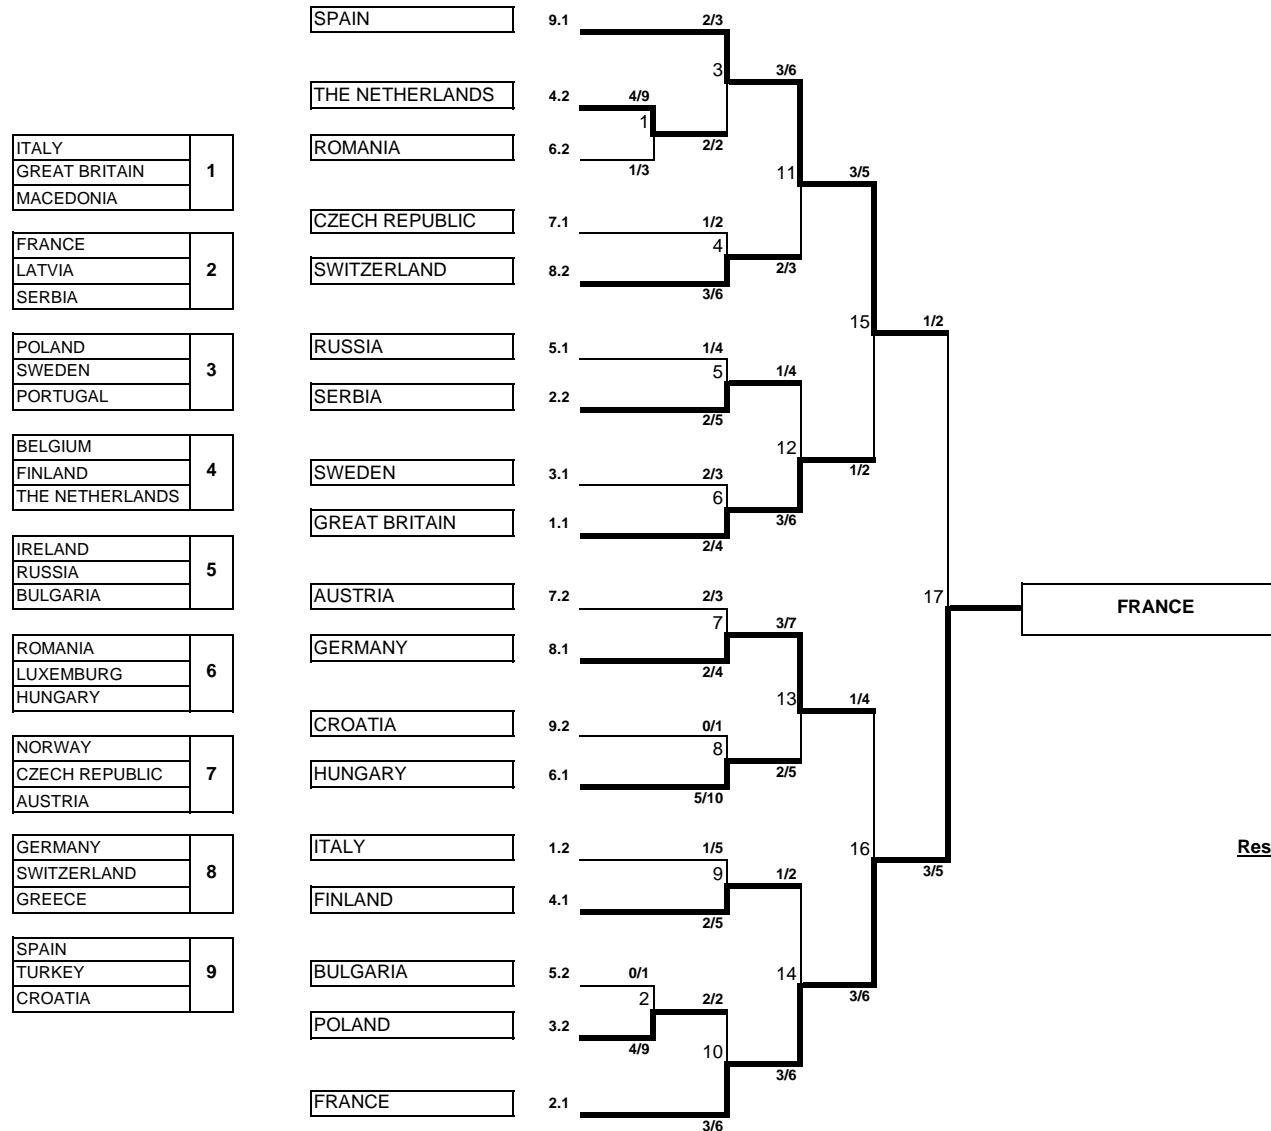 SPAIN 9.1 2/3
3 3/6
THE NETHERLANDS 4.2 4/9
1
ROMANIA 6.2 2/2
1/3
11 3/5
CZECH REPUBLIC 7.1 1/2
4
SWITZERLAND 8.2 2/3
3/6
15 1/2
RUSSIA 5.1 1/4
5 1/4
SERBIA 2.2
2/5
12
SWEDEN 3.1 2/3 1/2
6
GREAT BRITAIN 1.1 3/6
2/4
AUSTRIA 7.2 2/3
17 FRANCE
7 3/7
GERMANY 8.1
2/4
13 1/4
CROATIA 9.2 0/1
8
HUNGARY 6.1 2/5
5/10
ITALY 1.2 1/5
16
9 1/2 3/5
FINLAND 4.1
2/5
BULGARIA 5.2 0/1
14
2 2/2 3/6
POLAND 3.2
4/9
10
3/6
FRANCE 2.1
3/6
ITALY
GREAT BRITAIN 1
MACEDONIA
FRANCE
LATVIA 2
SERBIA
POLAND
SWEDEN 3
PORTUGAL
BELGIUM
FINLAND 4
THE NETHERLANDS
IRELAND
RUSSIA 5
BULGARIA
ROMANIA
LUXEMBURG 6
HUNGARY
NORWAY
CZECH REPUBLIC 7
AUSTRIA
GERMANY
SWITZERLAND 8
GREECE
SPAIN
TURKEY 9
CROATIA
Res